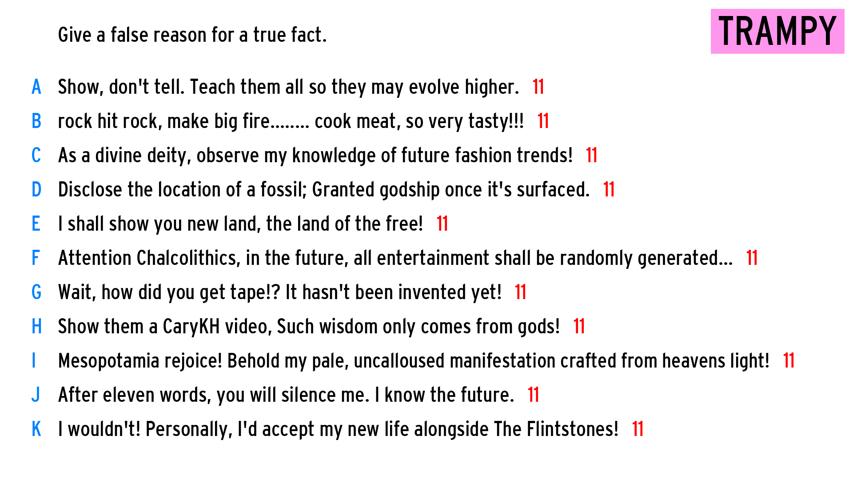 Give a false reason for a true fact.
TRAMPY
A Show, don't tell. Teach them all so they may evolve higher. 11
B rock hit rock, make big fire........ cook meat, so very tasty!!! 11
C As a divine deity, observe my knowledge of future fashion trends! 11
D Disclose the location of a fossil; Granted godship once it's surfaced. 11
E I shall show you new land, the land of the free! 11
F Attention Chalcolithics, in the future, all entertainment shall be randomly generated... 11
G Wait, how did you get tape!? It hasn't been invented yet! 11
H Show them a CaryKH video, Such wisdom only comes from gods! 11
I Mesopotamia rejoice! Behold my pale, uncalloused manifestation crafted from heavens light! 11
J After eleven words, you will silence me. I know the future. 11
K I wouldn't! Personally, I'd accept my new life alongside The Flintstones! 11